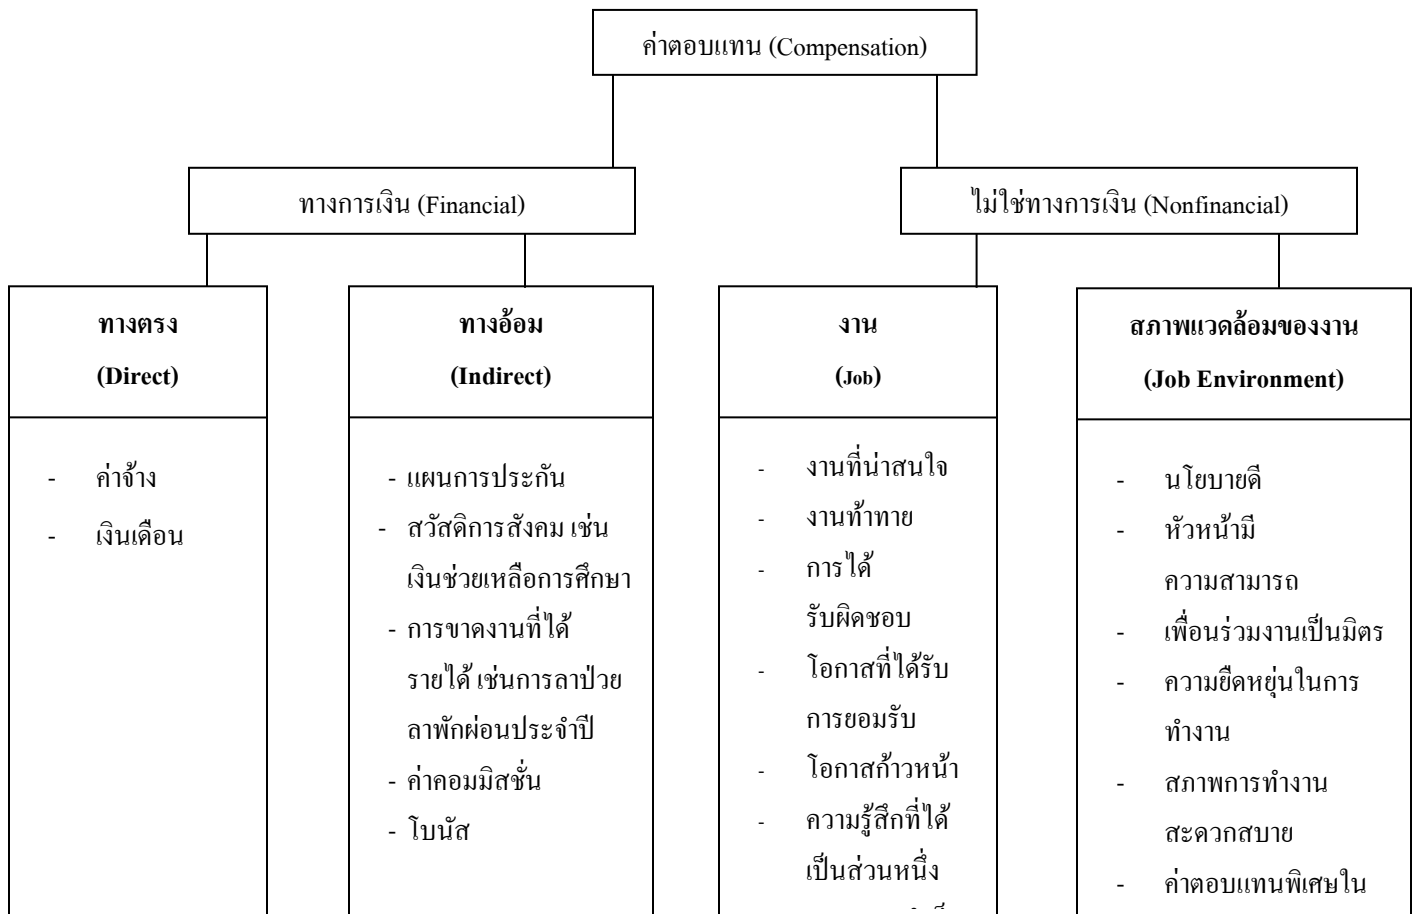 ค่าตอบแทน (Compensation)
ทางการเงิน (Financial)
ไม่ใช่ทางการเงิน (Nonfinancial)
ทางตรง
(Direct)
- ค่าจ้าง
- เงินเดือน
ทางอ้อม
(Indirect)
- แผนการประกัน
- สวัสดิการสังคม เช่น
เงินช่วยเหลือการศึกษา
- การขาดงานที่ได้
รายได้ เช่นการลาป่วย
ลาพักผ่อนประจำปี
- ค่าคอมมิสชั่น
- โบนัส
งาน
(Job)
- งานที่น่าสนใจ
- งานท้าทาย
- การได้
รับผิดชอบ
- โอกาสที่ได้รับ
การยอมรับ
- โอกาสก้าวหน้า
- ความรู้สึกที่ได้
เป็นส่วนหนึ่ง
สภาพแวดล้อมของงาน
(Job Environment)
- นโยบายดี
- หัวหน้ามี
ความสามารถ
- เพื่อนร่วมงานเป็นมิตร
- ความยืดหยุ่นในการ
ทำงาน
- สภาพการทำงาน
สะดวกสบาย
- ค่าตอบแทนพิเศษใน